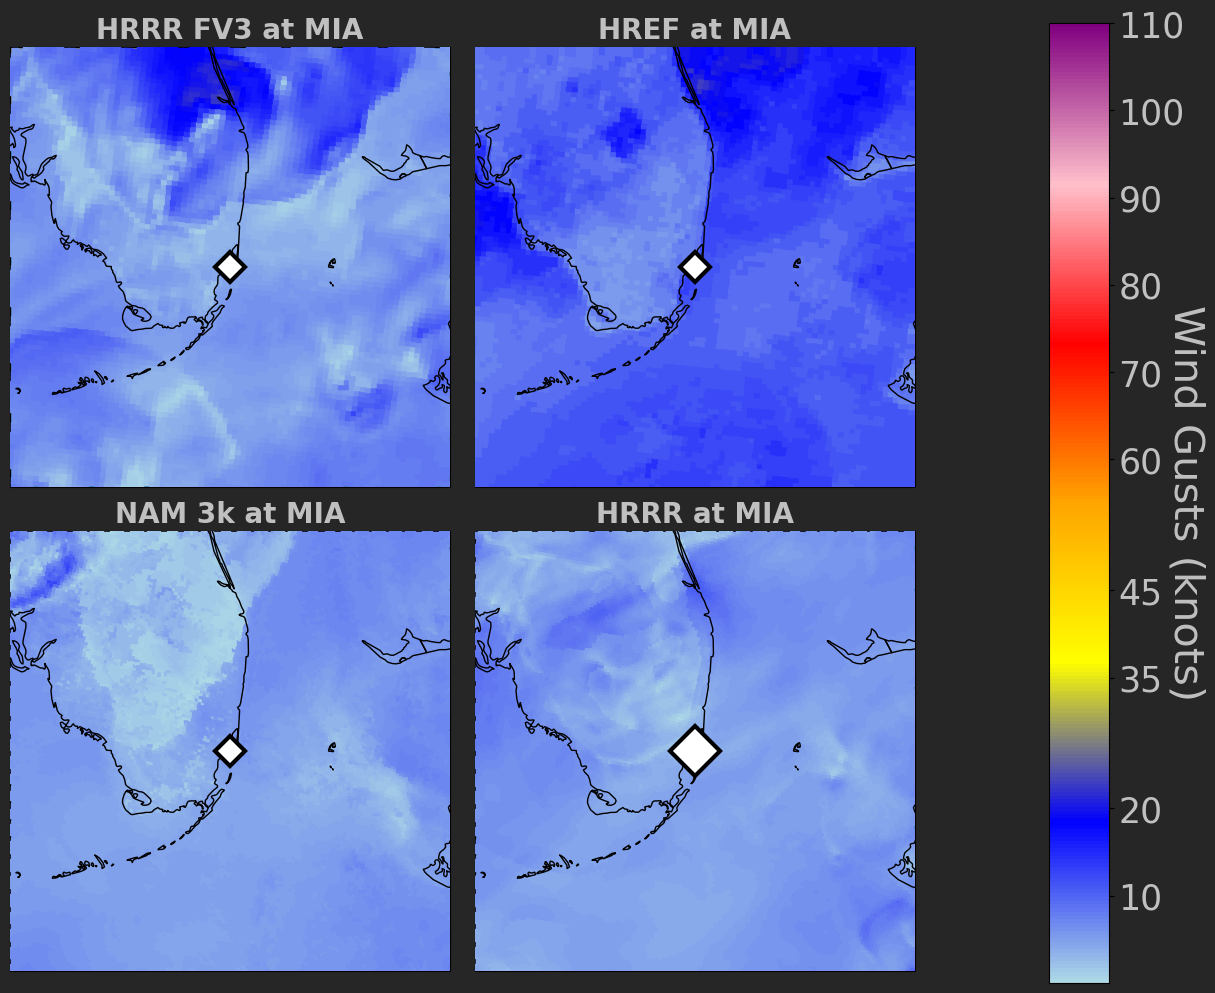 HRRR FV3 at MIA
HREF at MIA
NAM 3k at MIA
HRRR at MIA
110
100
90
80
70
60
45
35
20
10
Wind Gusts (knots)